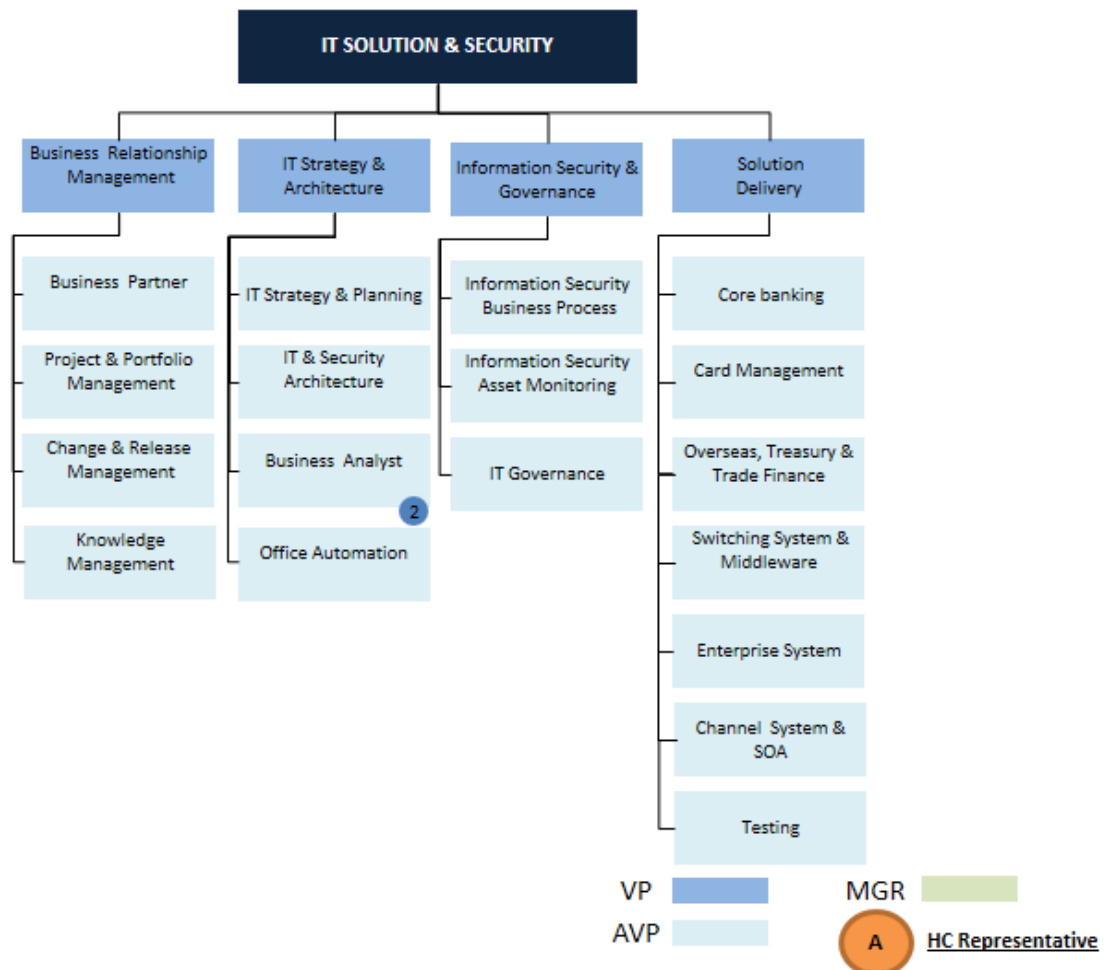 IT SOLUTION & SECURITY
Business Relationship
Management
IT Strategy &
Architecture
Information Security &
Governance
Solution
Delivery
Business Partner
Project & Portfolio
Management
Change & Release
Management
Knowledge
Management
IT Strategy & Planning
IT & Security
Architecture
Business Analyst
2
Office Automation
Information Security
Business Process
Information Security
Asset Monitoring
IT Governance
Core banking
Card Management
Overseas, Treasury &
Trade Finance
Switching System &
Middleware
Enterprise System
Channel System &
SOA
Testing
VP
MGR
AVP
A
HC Representative